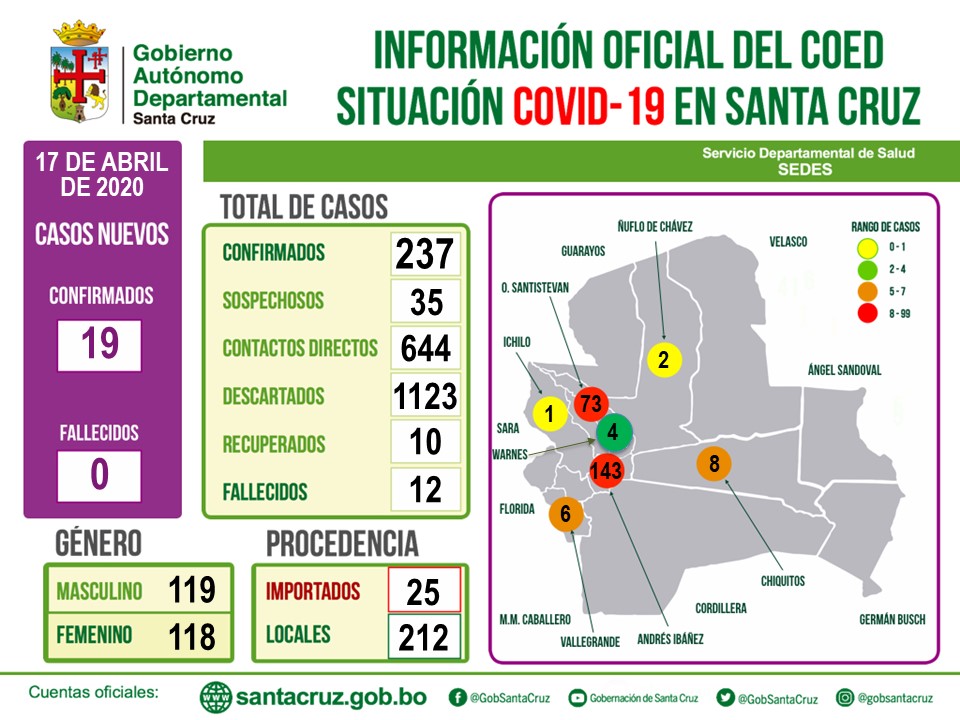 Gobierno
Autónomo
Departamental
Santa Cruz
INFORMACIÓN OFICIAL DEL COED
SITUACIÓN COVID-19 EN SANTA CRUZ
Servicio Departamental de Salud
SEDES
17 DE ABRIL
DE 2020
CASOS NUEVOS
CONFIRMADOS
19
FALLECIDOS
0
TOTAL DE CASOS
CONFIRMADOS 237
SOSPECHOSOS 35
CONTACTOS DIRECTOS 644
DESCARTADOS 1123
RECUPERADOS 10
FALLECIDOS 12
GÉNERO
MASCULINO 119
FEMENINO 118
PROCEDENCIA
IMPORTADOS 25
LOCALES 212
ÑUFLO DE CHÁVEZ
GUARAYOS
VELASCO
O. SANTISTEVAN
ICHILO
ÁNGEL SANDOVAL
SARA
WARNES
FLORIDA
CHIQUITOS
CORDILLERA
M.M. CABALLERO
GERMÁN BUSCH
VALLEGRANDE
ANDRÉS IBÁÑEZ
2
73
1
4
143
8
6
RANGO DE CASOS
0 - 1
2 - 4
5 - 7
8 - 99
Cuentas oficiales:
www
santacruz.gob.bo
@GobSantaCruz
Gobernación de Santa Cruz
@GobSantaCruz
@gobsantacruz